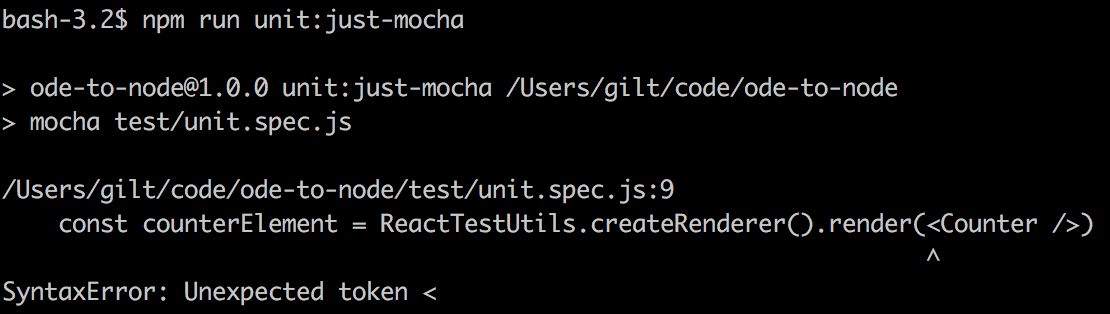 bash-3.2$ npm run unit:just-mocha
> ode-to-node@1.0.0 unit:just-mocha /Users/gilt/code/ode-to-node
> mocha test/unit.spec.js
/Users/gilt/code/ode-to-node/test/unit.spec.js:9
    const counterElement = ReactTestUtils.createRenderer().render(<Counter />)
                                                                  ^
SyntaxError: Unexpected token <